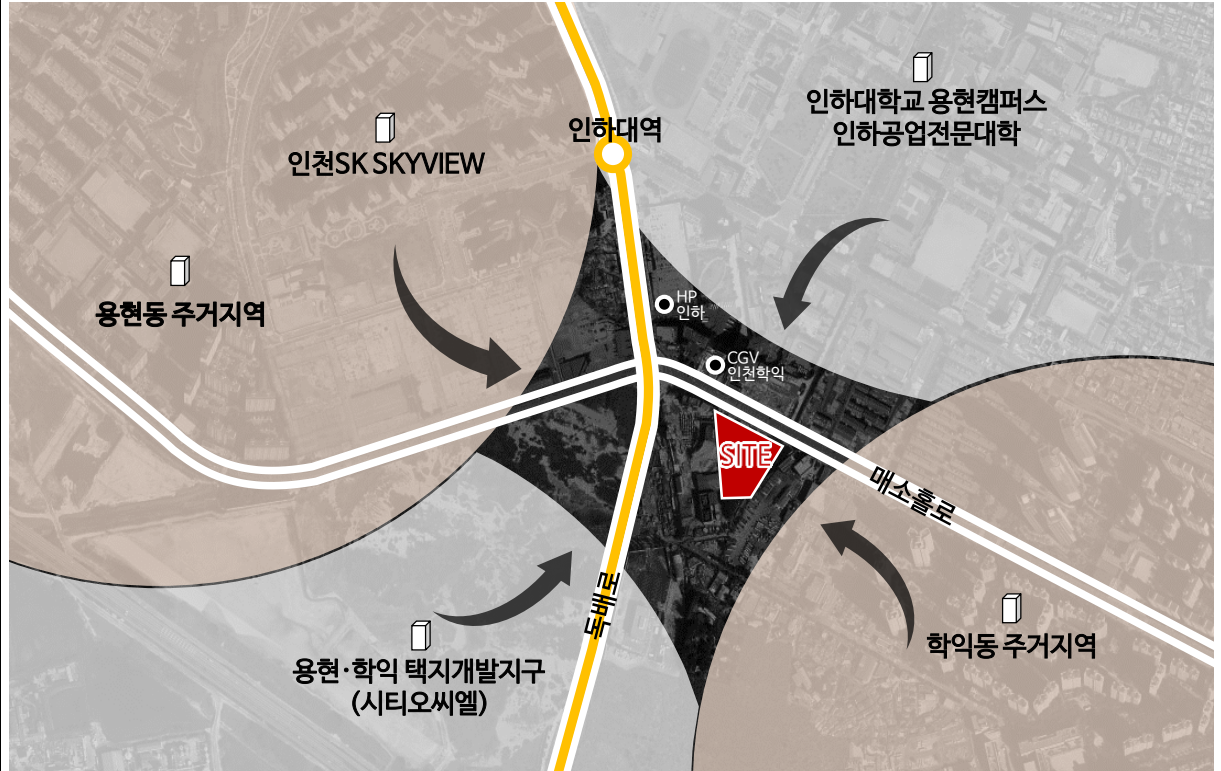 인하대학교 용현캠퍼스
인하공업전문대학
인하대역
인천SK SKYVIEW
용현동 주거지역
HP
인하
CGV
인천학익
SITE
매소홀로
독배로
학익동 주거지역
용현·학익 택지개발지구
(시티오씨엘)